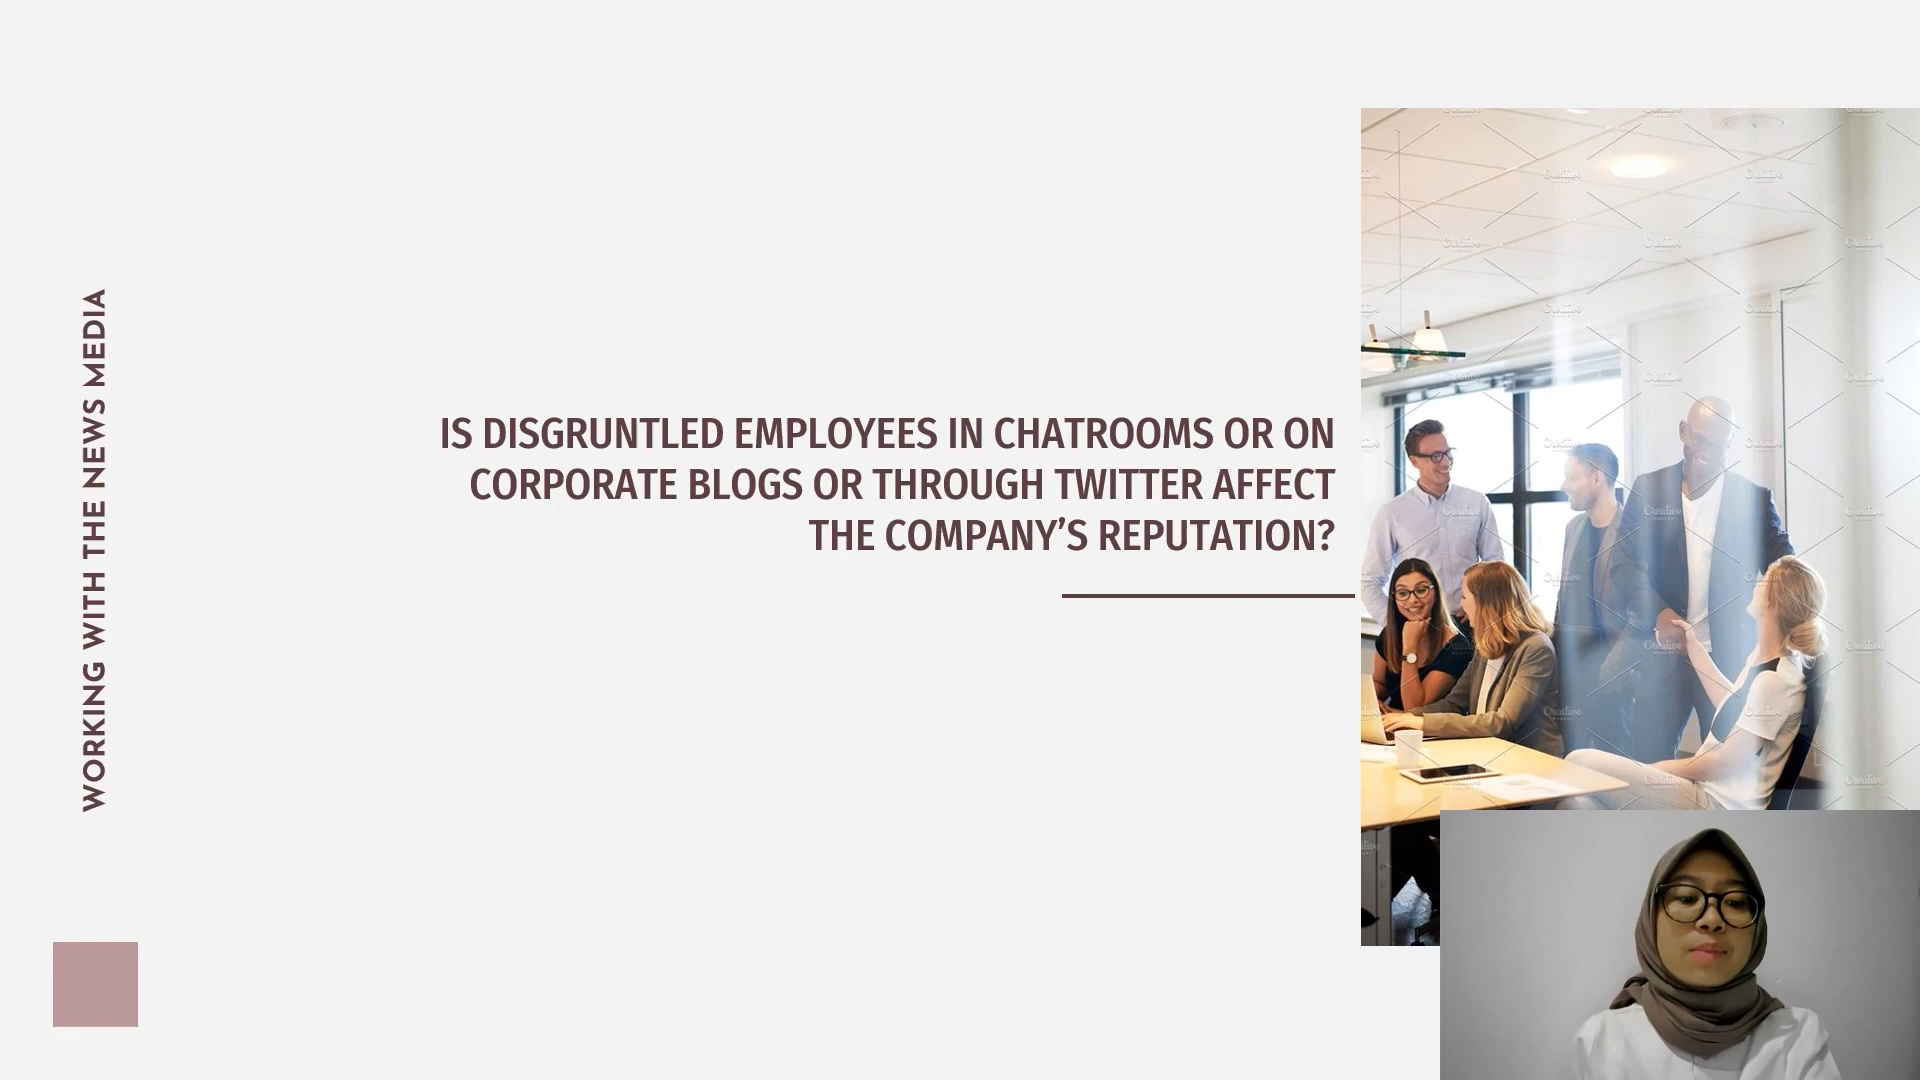 WORKING WITH THE NEWS MEDIA
IS DISGRUNTLED EMPLOYEES IN CHATROOMS OR ON
CORPORATE BLOGS OR THROUGH TWITTER AFFECT
THE COMPANY’S REPUTATION?
Creative